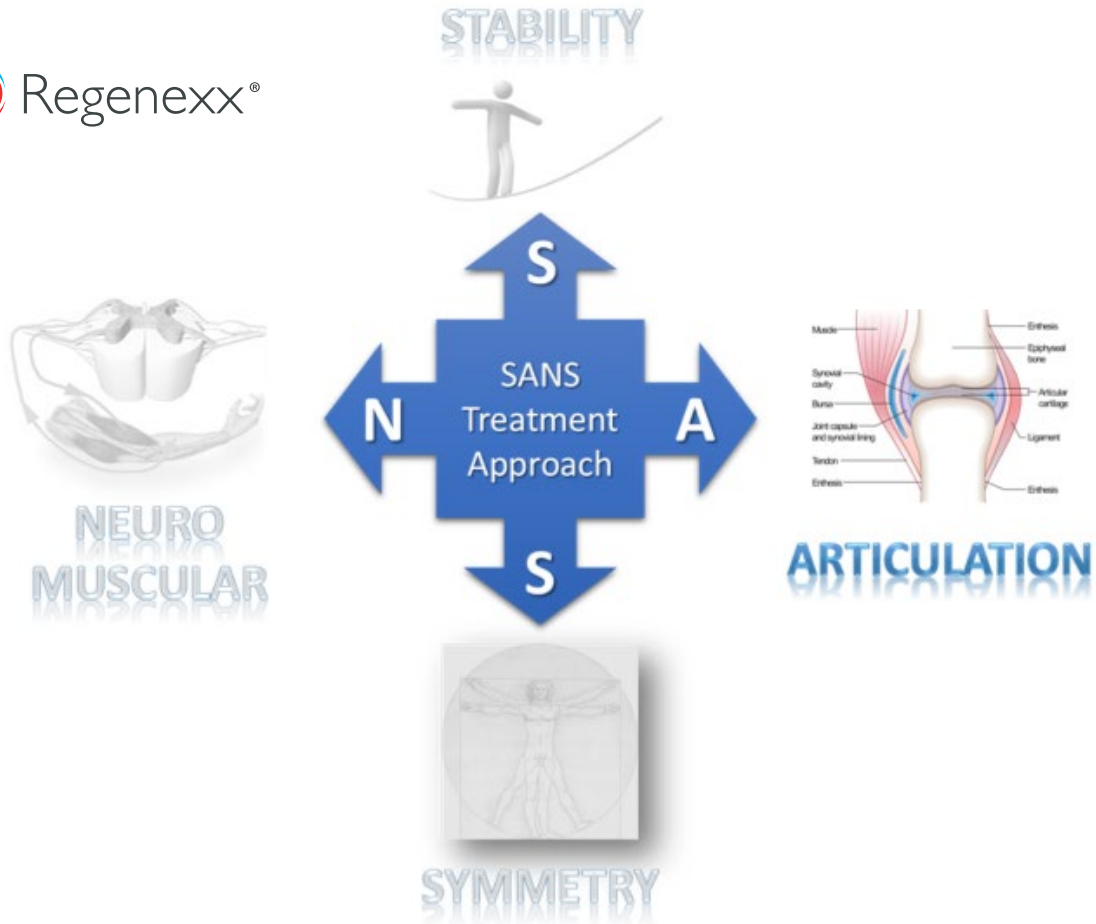 STABILITY
Regenexx®
S
SANS
Treatment
Approach
N
A
S
NEURO
MUSCULAR
Muscle
Synovial
cavity
Bursa
Joint capsule
and synovial lining
Tendon
Enthesis
Enthesis
Epiphyseal
bone
Articular
cartilage
Ligament
Enthesis
ARTICULATION
SYMMETRY